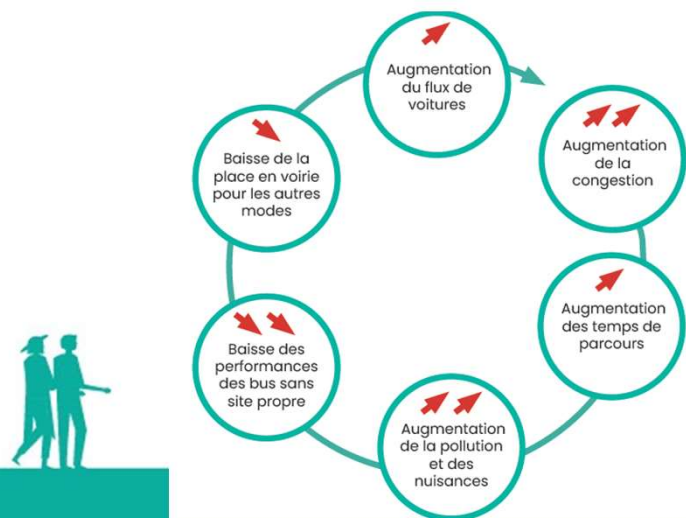 Augmentation
du flux de
voitures
Augmentation
de la
congestion
Augmentation
des temps de
parcours
Augmentation
de la pollution
et des
nuisances
Baisse des
performances
des bus sans
site propre
Baisse de la
place en voirie
pour les autres
modes